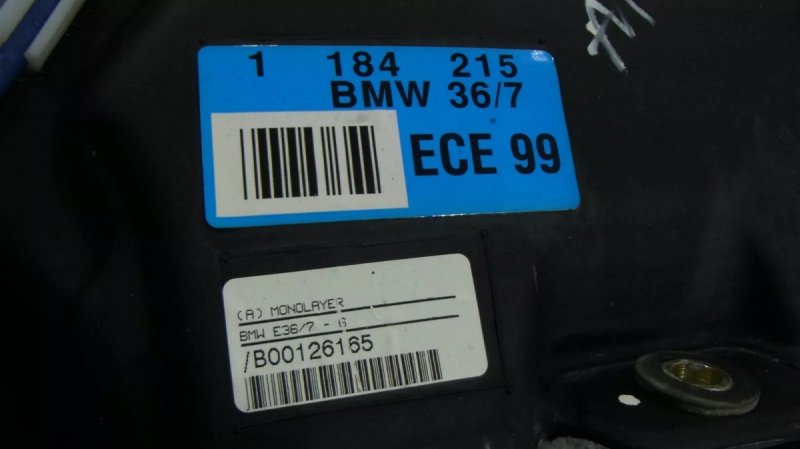 1 184 215
BMW 36/7
ECE 99
(A) MONOLAYER
BMW E36/7 - 6
/B00126165